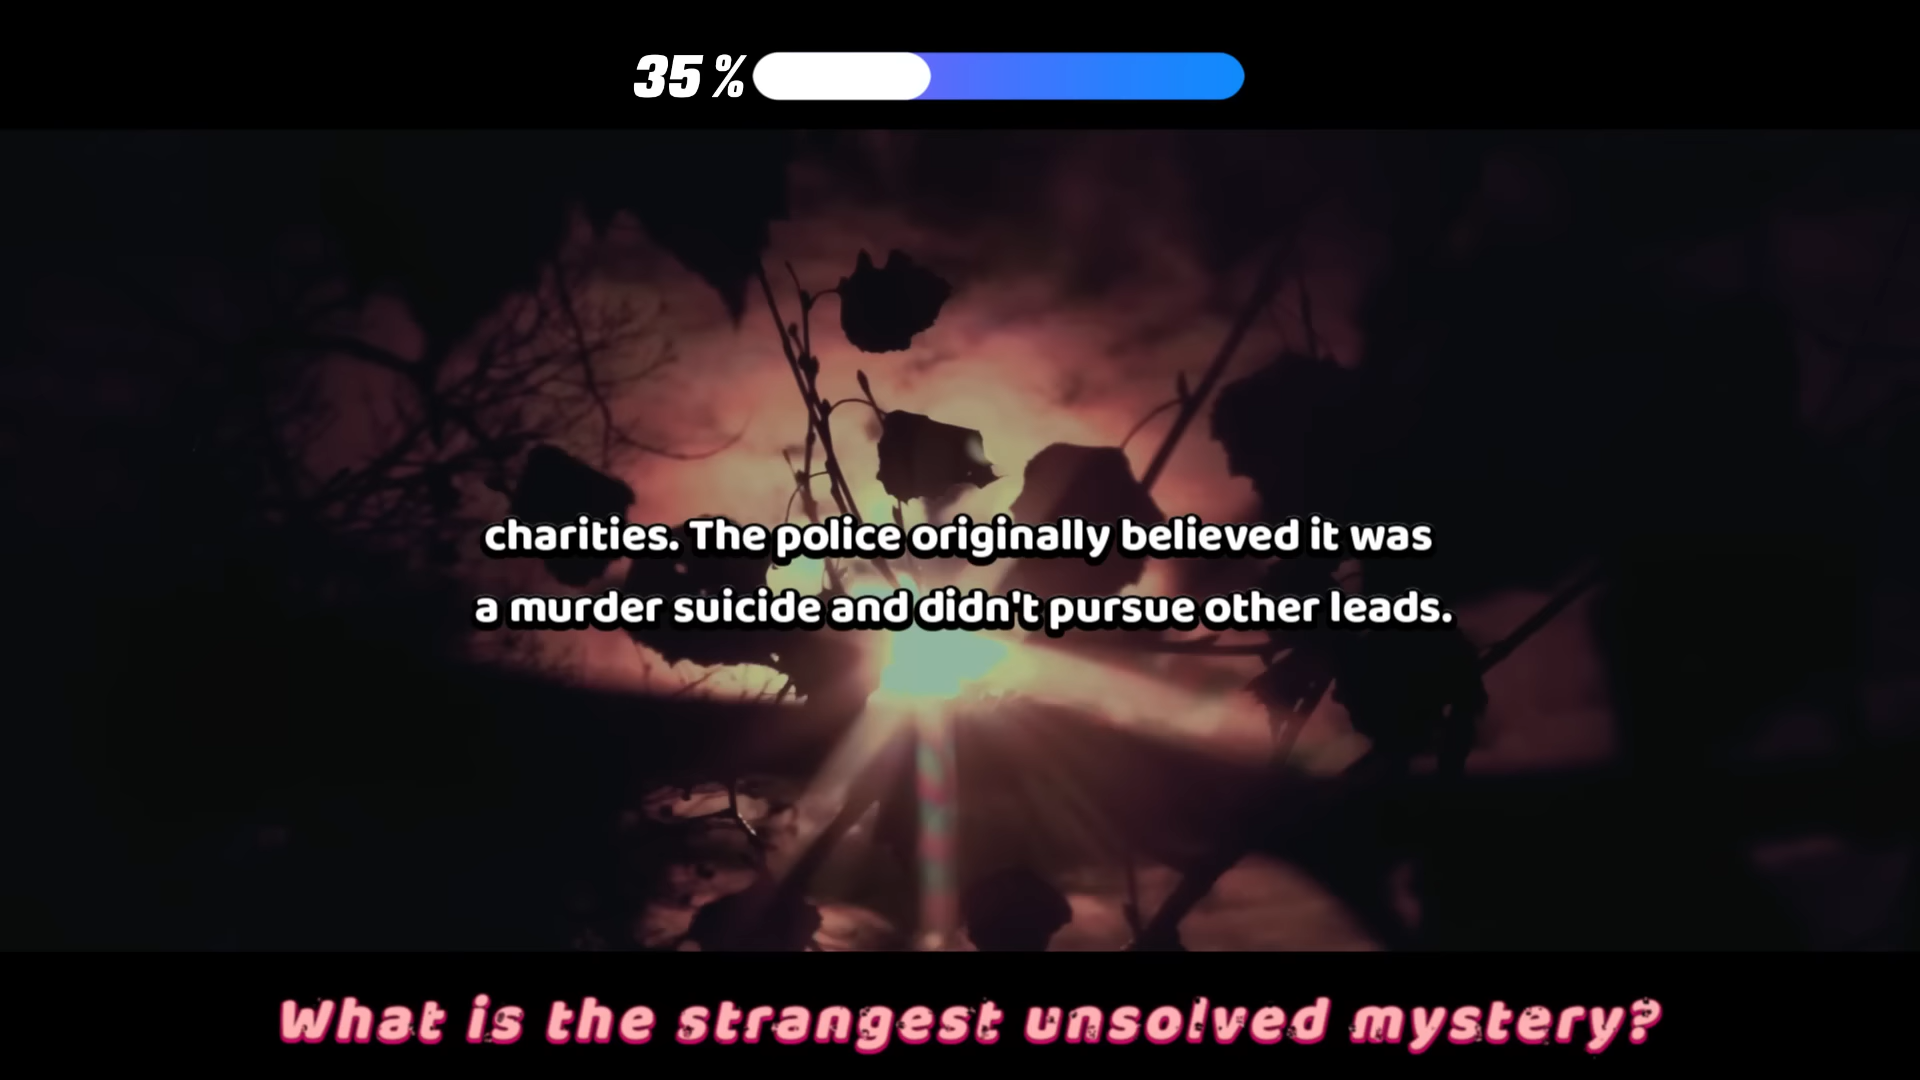 35 %
charities. The police originally believed it was
a murder suicide and didn't pursue other leads.
What is the strangest unsolved mystery?